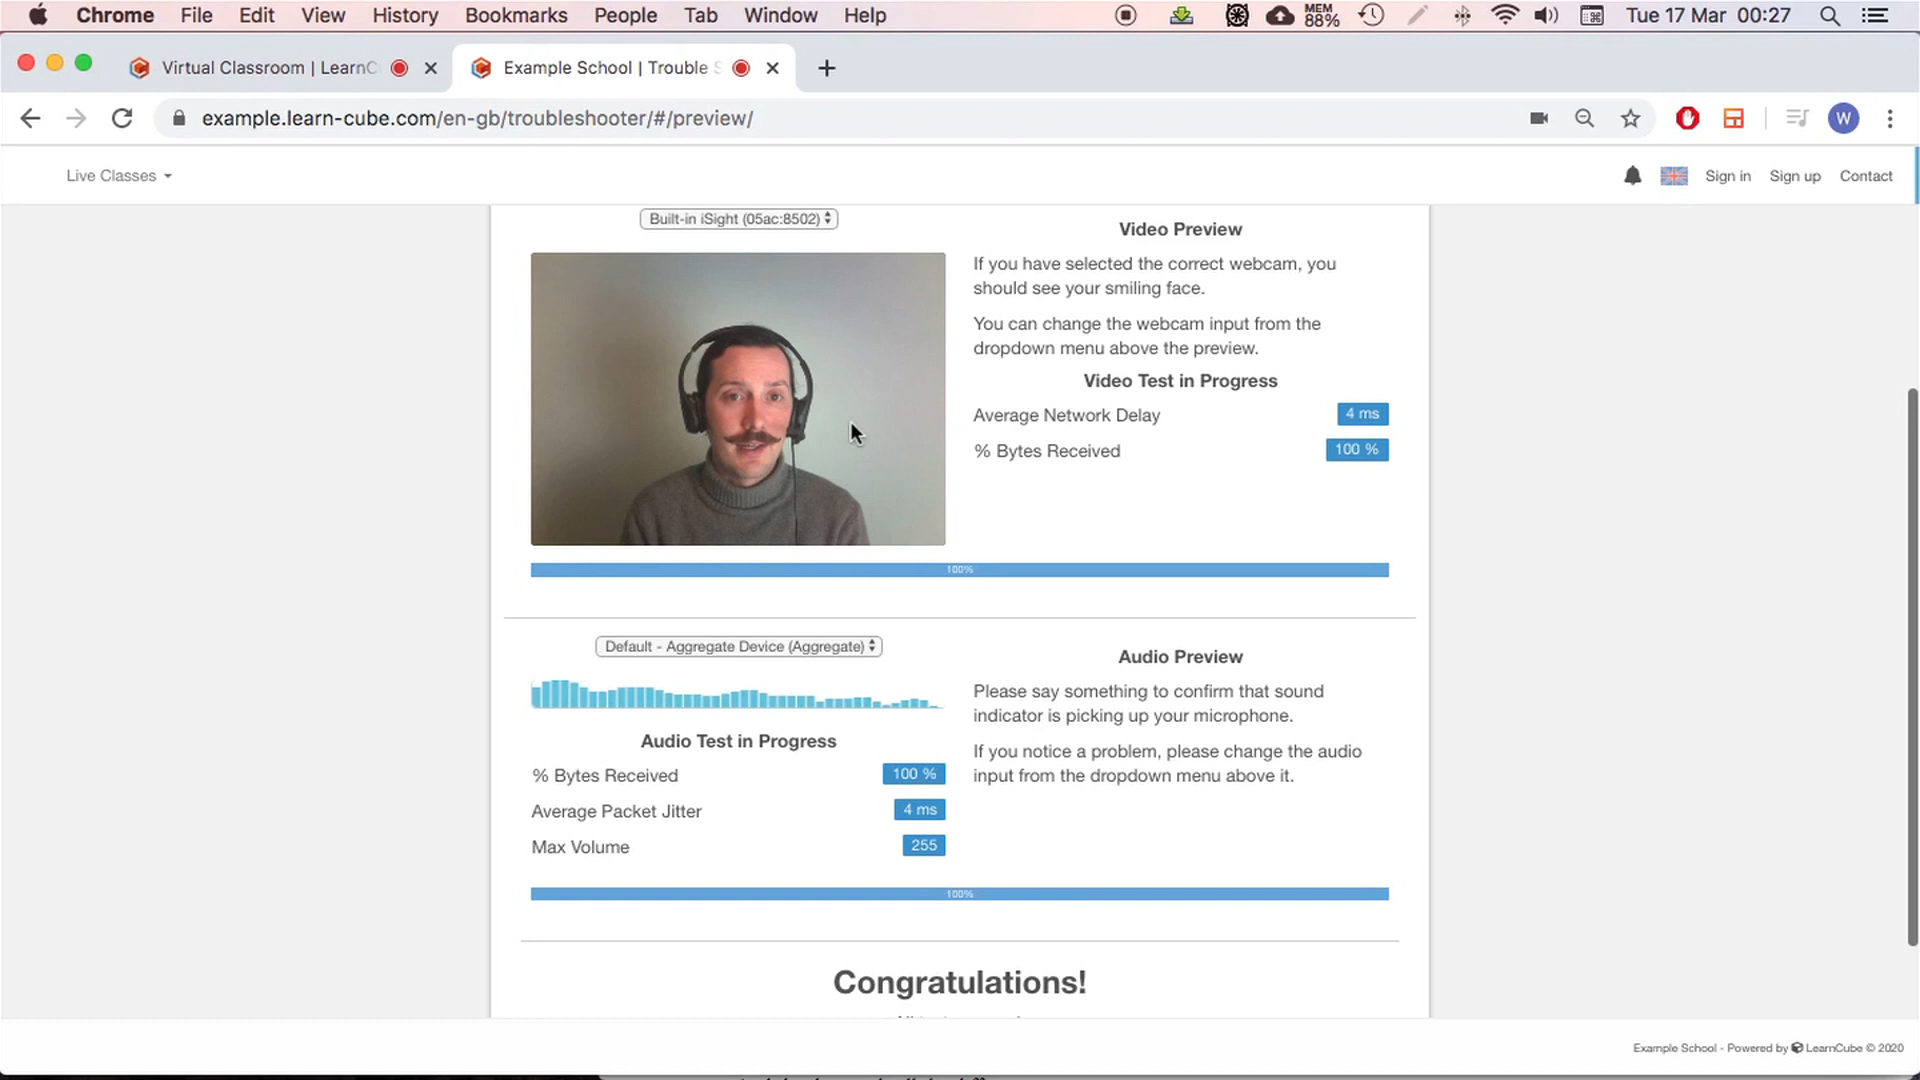 Chrome File Edit View History Bookmarks People Tab Window Help MEM 88% Tue 17 Mar 00:27
Virtual Classroom | LearnC
Example School | Trouble S
example.learn-cube.com/en-gb/troubleshooter/#/preview/
W
Live Classes
Sign in Sign up Contact
Built-in iSight (05ac:8502)
Video Preview
If you have selected the correct webcam, you
should see your smiling face.
You can change the webcam input from the
dropdown menu above the preview.
Video Test in Progress
Average Network Delay 4 ms
% Bytes Received 100 %
100%
Default - Aggregate Device (Aggregate)
Audio Preview
Please say something to confirm that sound
indicator is picking up your microphone.
If you notice a problem, please change the audio
input from the dropdown menu above it.
Audio Test in Progress
% Bytes Received 100 %
Average Packet Jitter 4 ms
Max Volume 255
100%
Congratulations!
Example School - Powered by LearnCube © 2020